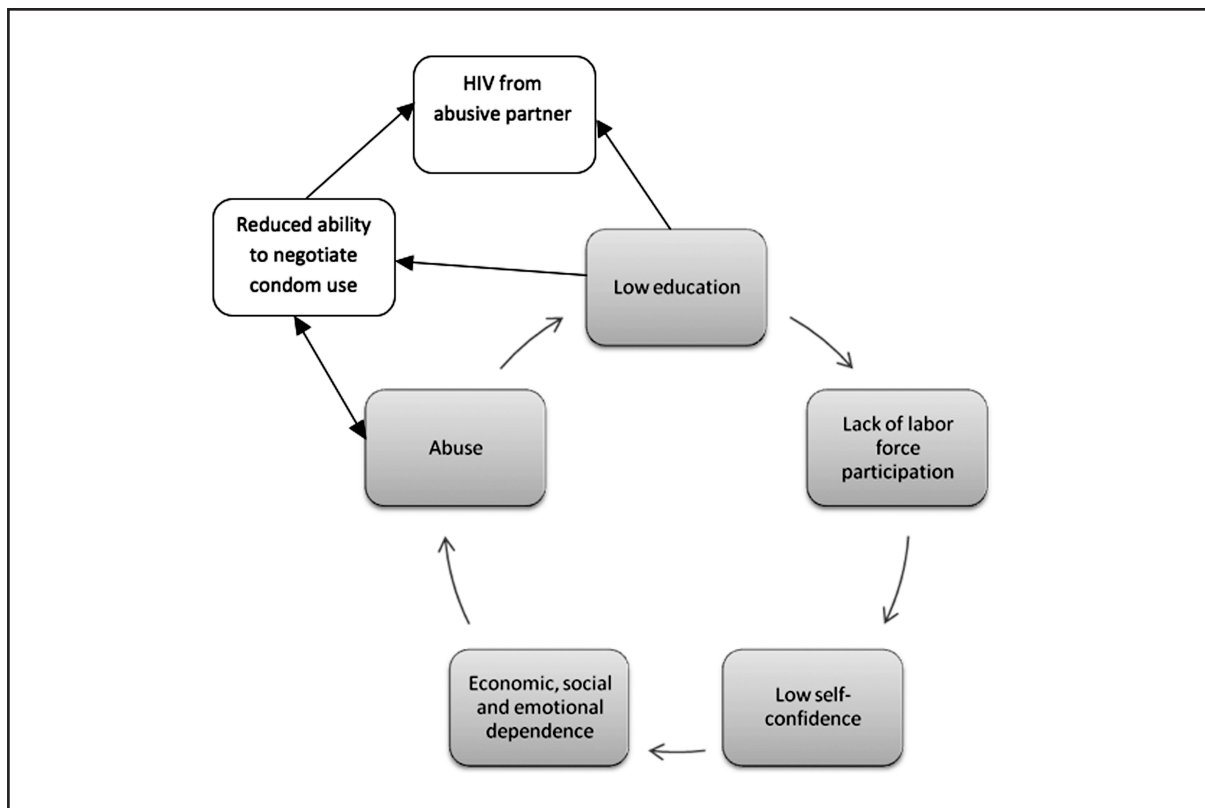 HIV from
abusive partner
Reduced ability
to negotiate
condom use
Low education
Abuse
Lack of labor
force
participation
Economic, social
and emotional
dependence
Low self-
confidence